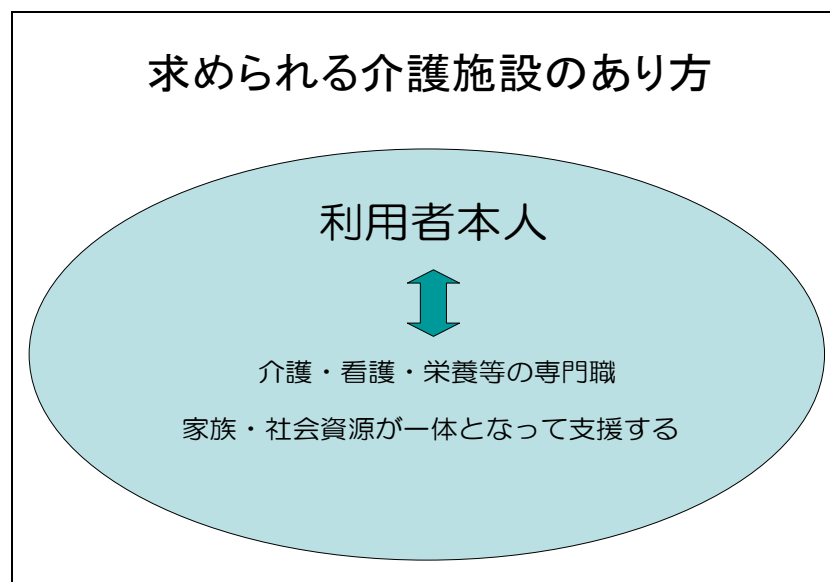 求められる介護施設のあり方
利用者本人
介護・看護・栄養等の専門職
家族・社会資源が一体となって支援する